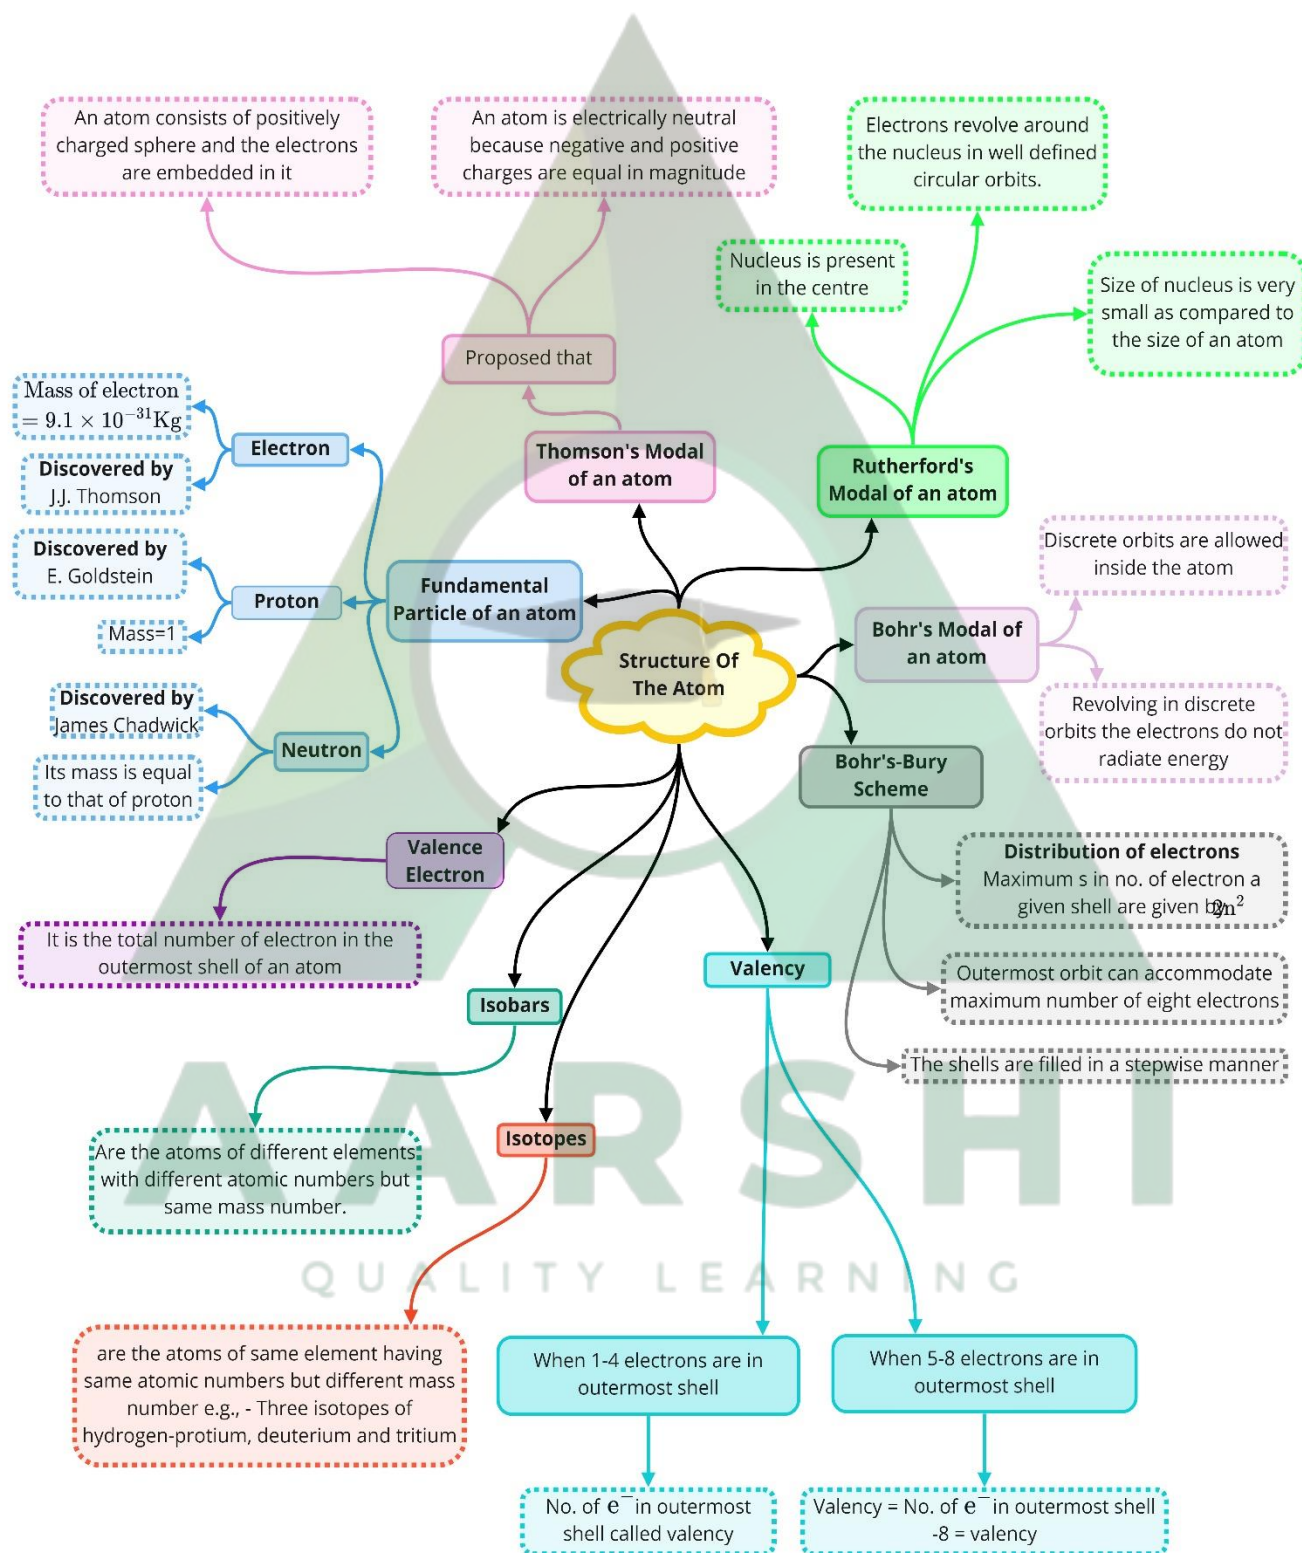 An atom consists of positively
charged sphere and the electrons
are embedded in it
An atom is electrically neutral
because negative and positive
charges are equal in magnitude
Electrons revolve around
the nucleus in well defined
circular orbits.
Nucleus is present
in the centre
Size of nucleus is very
small as compared to
the size of an atom
Proposed that
Thomson's Modal
of an atom
Rutherford's
Modal of an atom
Mass of electron
= 9.1 × 10⁻³¹Kg
Electron
Discovered by
J.J. Thomson
Discovered by
E. Goldstein
Proton
Mass=1
Fundamental
Particle of an atom
Discovered by
James Chadwick
Neutron
Its mass is equal
to that of proton
Structure Of
The Atom
Discrete orbits are allowed
inside the atom
Bohr's Modal of
an atom
Revolving in discrete
orbits the electrons do not
radiate energy
Bohr's-Bury
Scheme
Distribution of electrons
Maximum s in no. of electron a
given shell are given by 2n²
Outermost orbit can accommodate
maximum number of eight electrons
The shells are filled in a stepwise manner
Valence
Electron
It is the total number of electron in the
outermost shell of an atom
Isobars
Are the atoms of different elements
with different atomic numbers but
same mass number.
Isotopes
are the atoms of same element having
same atomic numbers but different mass
number e.g., - Three isotopes of
hydrogen-protium, deuterium and tritium
Valency
When 1-4 electrons are in
outermost shell
When 5-8 electrons are in
outermost shell
No. of e⁻ in outermost
shell called valency
Valency = No. of e⁻ in outermost shell
-8 = valency
AARSHI
QUALITY LEARNING